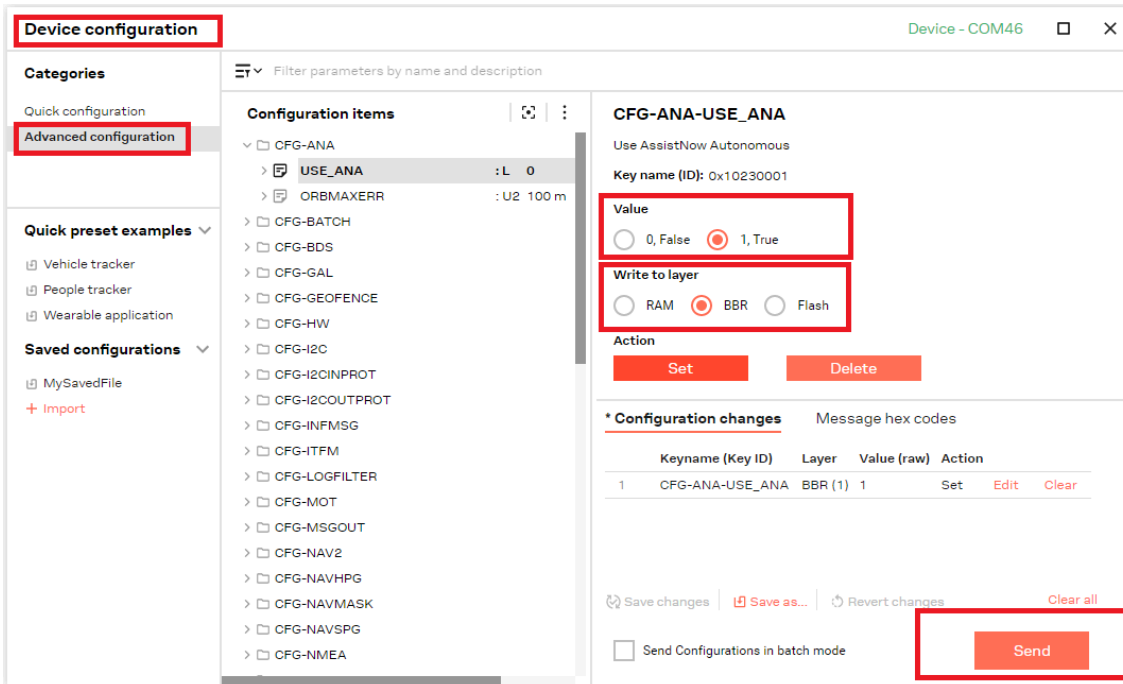 Device configuration
Device - COM46
Categories
Quick configuration
Advanced configuration
Quick preset examples
Vehicle tracker
People tracker
Wearable application
Saved configurations
MySavedFile
+ Import
Filter parameters by name and description
Configuration items
CFG-ANA
USE_ANA : L 0
ORBMAXERR : U2 100 m
CFG-BATCH
CFG-BDS
CFG-GAL
CFG-GEOFENCE
CFG-HW
CFG-I2C
CFG-I2CINPROT
CFG-I2COUTPROT
CFG-INFMSG
CFG-ITFM
CFG-LOGFILTER
CFG-MOT
CFG-MSGOUT
CFG-NAV2
CFG-NAVHPG
CFG-NAVMASK
CFG-NAVSPG
CFG-NMEA
CFG-ANA-USE_ANA
Use AssistNow Autonomous
Key name (ID): 0x10230001
Value
0, False 1, True
Write to layer
RAM BBR Flash
Action
Set Delete
* Configuration changes Message hex codes
Keyname (Key ID) Layer Value (raw) Action
1 CFG-ANA-USE_ANA BBR (1) 1 Set Edit Clear
Save changes Save as... Revert changes Clear all
Send Configurations in batch mode Send